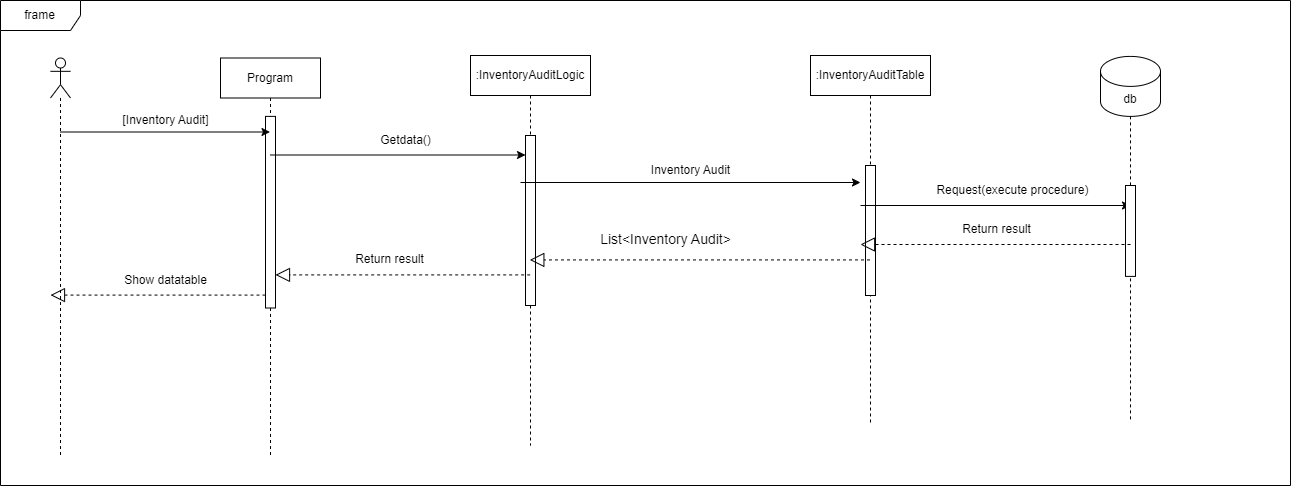 frame
Program
:InventoryAuditLogic
:InventoryAuditTable
db
[Inventory Audit]
Getdata()
Inventory Audit
Request(execute procedure)
Return result
List<Inventory Audit>
Return result
Show datatable